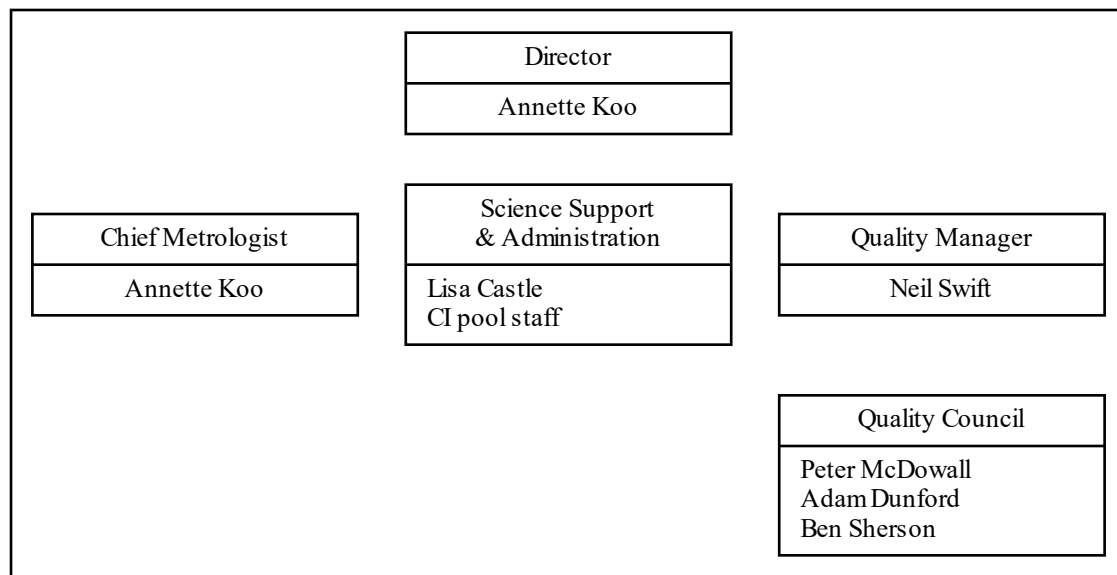 Director
Annette Koo
Chief Metrologist
Annette Koo
Science Support
& Administration
Lisa Castle
CI pool staff
Quality Manager
Neil Swift
Quality Council
Peter McDowall
Adam Dunford
Ben Sherson